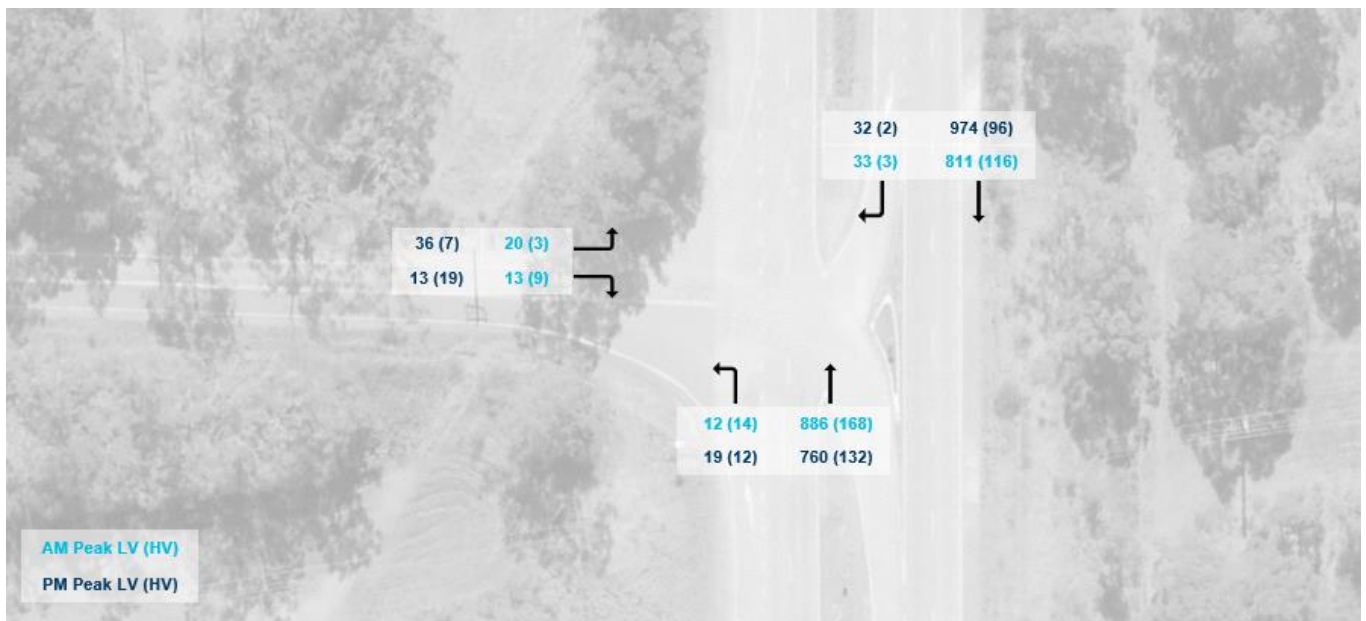 32 (2) 974 (96)
33 (3) 811 (116)
36 (7) 20 (3)
13 (19) 13 (9)
12 (14) 886 (168)
19 (12) 760 (132)
AM Peak LV (HV)
PM Peak LV (HV)